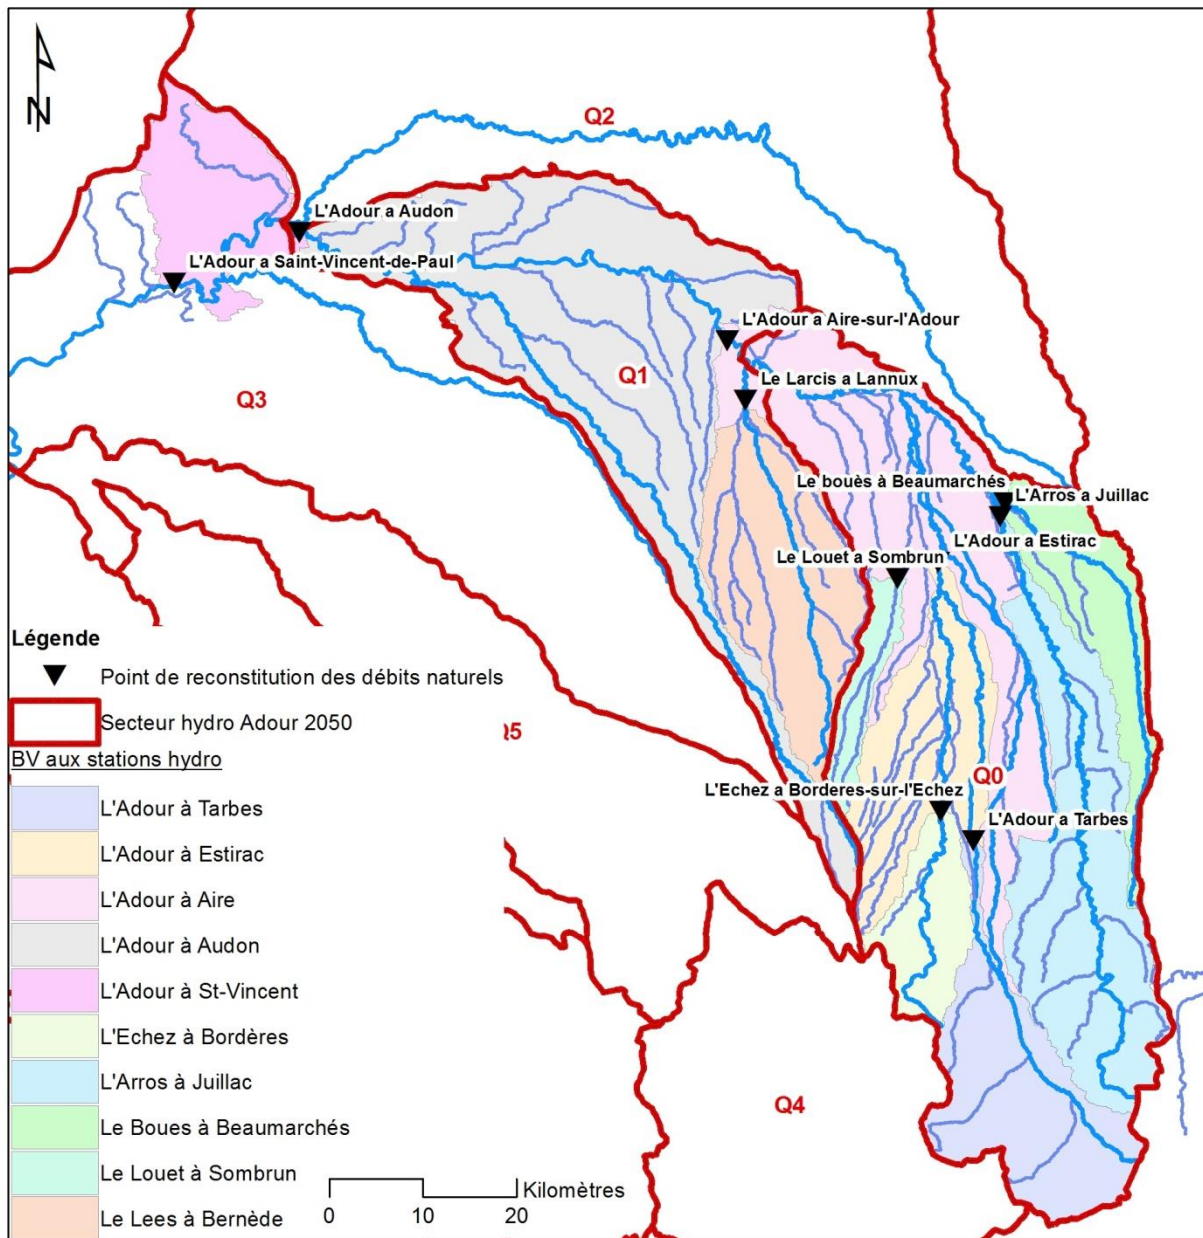 N
Q2
L'Adour a Audon
L'Adour a Saint-Vincent-de-Paul
L'Adour a Aire-sur-l'Adour
Q1
Le Larcis a Lannux
Q3
Le bouès à Beaumarchés
L'Arros a Juillac
L'Adour a Estirac
Le Louet a Sombrun
Légende
Point de reconstitution des débits naturels
Secteur hydro Adour 2050
BV aux stations hydro
Q5
Q0
L'Echez a Borderes-sur-l'Echez
L'Adour a Tarbes
L'Adour à Tarbes
L'Adour à Estirac
L'Adour à Aire
L'Adour à Audon
L'Adour à St-Vincent
L'Echez à Bordères
L'Arros à Juillac
Le Boues à Beaumarchés
Le Louet à Sombrun
Le Lees à Bernède
Q4
Kilomètres
0 10 20